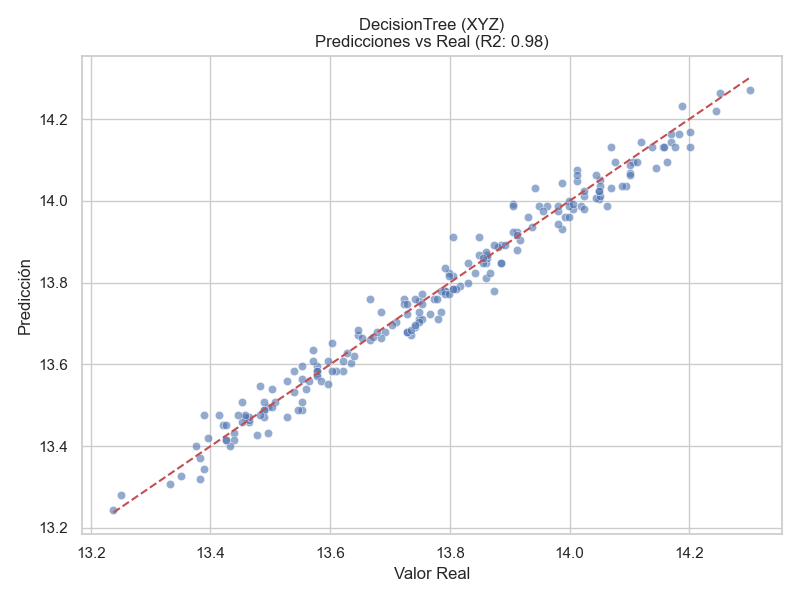 DecisionTree (XYZ)
Predicciones vs Real (R2: 0.98)
Predicción
14.2
14.0
13.8
13.6
13.4
13.2
13.2 13.4 13.6 13.8 14.0 14.2
Valor Real